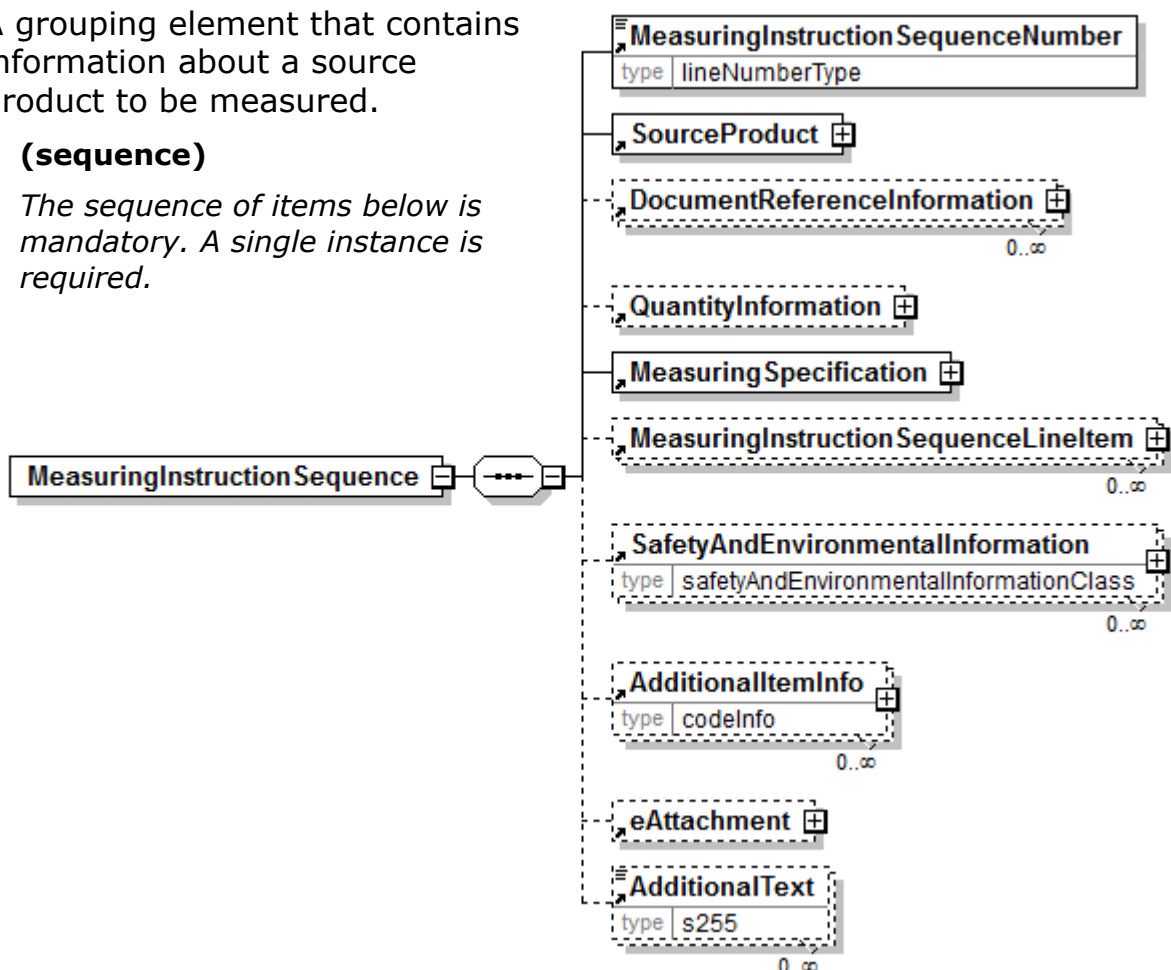 A grouping element that contains
information about a source
product to be measured.
(sequence)
The sequence of items below is
mandatory. A single instance is
required.
MeasuringInstructionSequence
MeasuringInstructionSequenceNumber
type lineNumberType
SourceProduct
DocumentReferenceInformation
0..∞
QuantityInformation
MeasuringSpecification
MeasuringInstructionSequenceLineItem
0..∞
SafetyAndEnvironmentalInformation
type safetyAndEnvironmentalInformationClass
0..∞
AdditionalItemInfo
type codeInfo
0..∞
eAttachment
AdditionalText
type s255
0..∞